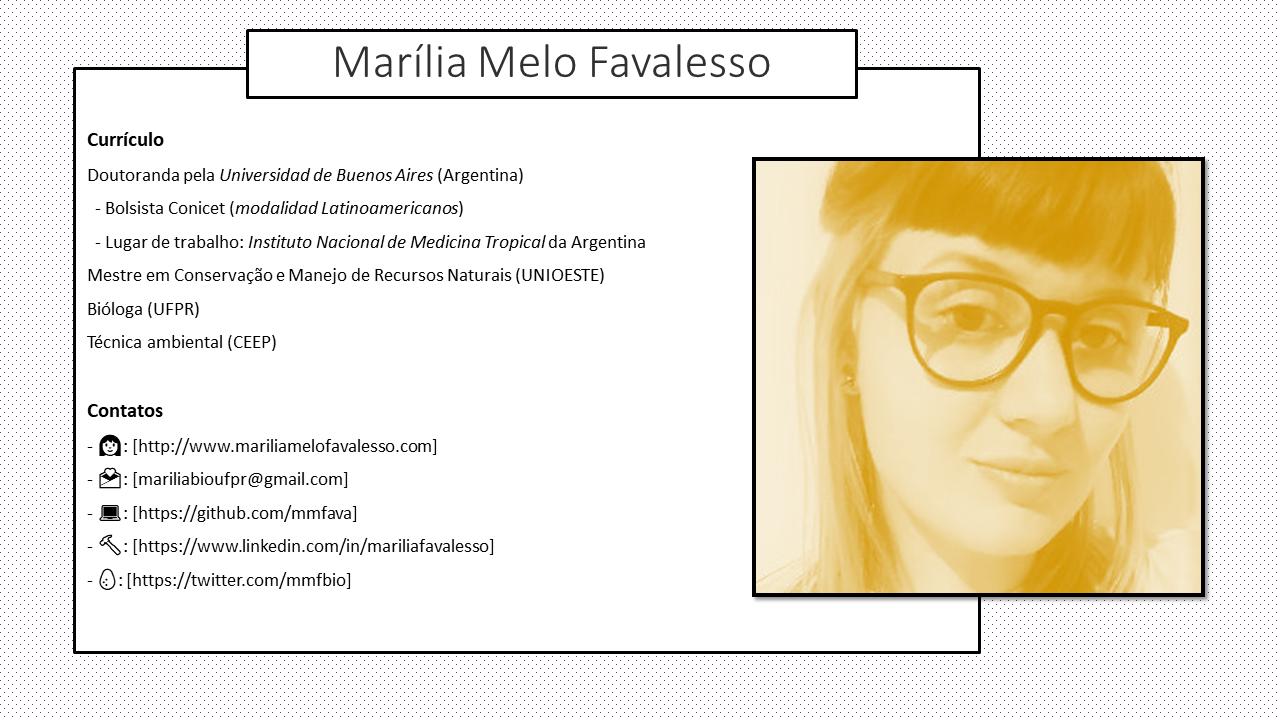 Marília Melo Favalesso
Currículo
Doutoranda pela Universidad de Buenos Aires (Argentina)
- Bolsista Conicet (modalidad Latinoamericanos)
- Lugar de trabalho: Instituto Nacional de Medicina Tropical da Argentina
Mestre em Conservação e Manejo de Recursos Naturais (UNIOESTE)
Bióloga (UFPR)
Técnica ambiental (CEEP)
Contatos
- 👩: [http://www.mariliamelofavalesso.com]
- 💌: [mariliabioufpr@gmail.com]
- 💻: [https://github.com/mmfava]
- 🔨: [https://www.linkedin.com/in/mariliafavalesso]
- 🥚: [https://twitter.com/mmfbio]